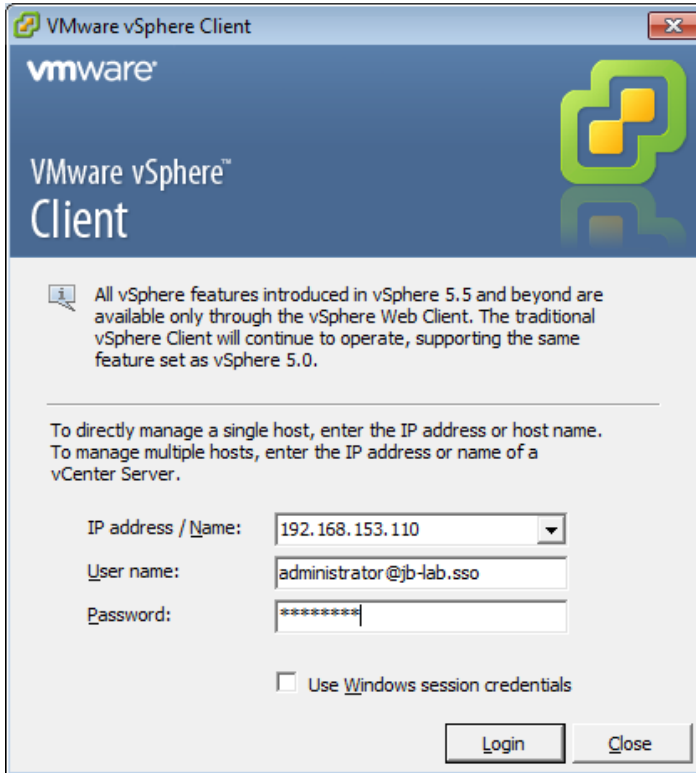 VMware vSphere Client
vmware®
VMware vSphere™
Client
All vSphere features introduced in vSphere 5.5 and beyond are
available only through the vSphere Web Client. The traditional
vSphere Client will continue to operate, supporting the same
feature set as vSphere 5.0.
To directly manage a single host, enter the IP address or host name.
To manage multiple hosts, enter the IP address or name of a
vCenter Server.
IP address / Name: 192.168.153.110
User name: administrator@jb-lab.sso
Password: ********
Use Windows session credentials
Login Close